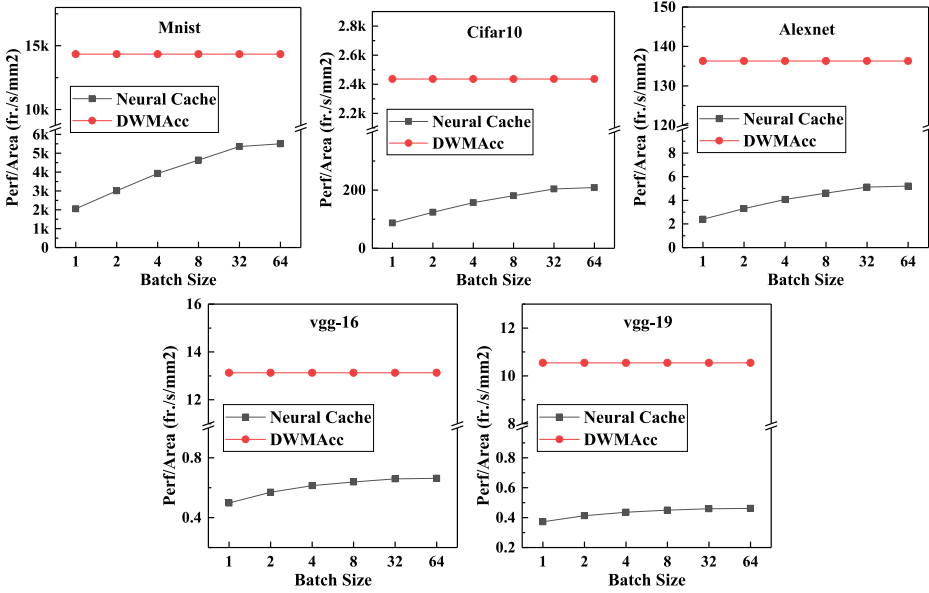 Mnist
Perf/Area (fr./s/mm2)
15k
10k
6k
5k
4k
3k
2k
1k
0
Neural Cache
DWMAcc
1 2 4 8 32 64
Batch Size
Cifar10
Perf/Area (fr./s/mm2)
2.8k
2.6k
2.4k
2.2k
200
0
Neural Cache
DWMAcc
1 2 4 8 32 64
Batch Size
Alexnet
Perf/Area (fr./s/mm2)
150
140
130
120
8
6
4
2
0
Neural Cache
DWMAcc
1 2 4 8 32 64
Batch Size
vgg-16
Perf/Area (fr./s/mm2)
16
14
12
10
0.8
0.4
Neural Cache
DWMAcc
1 2 4 8 32 64
Batch Size
vgg-19
Perf/Area (fr./s/mm2)
12
10
8
0.8
0.6
0.4
0.2
Neural Cache
DWMAcc
1 2 4 8 32 64
Batch Size